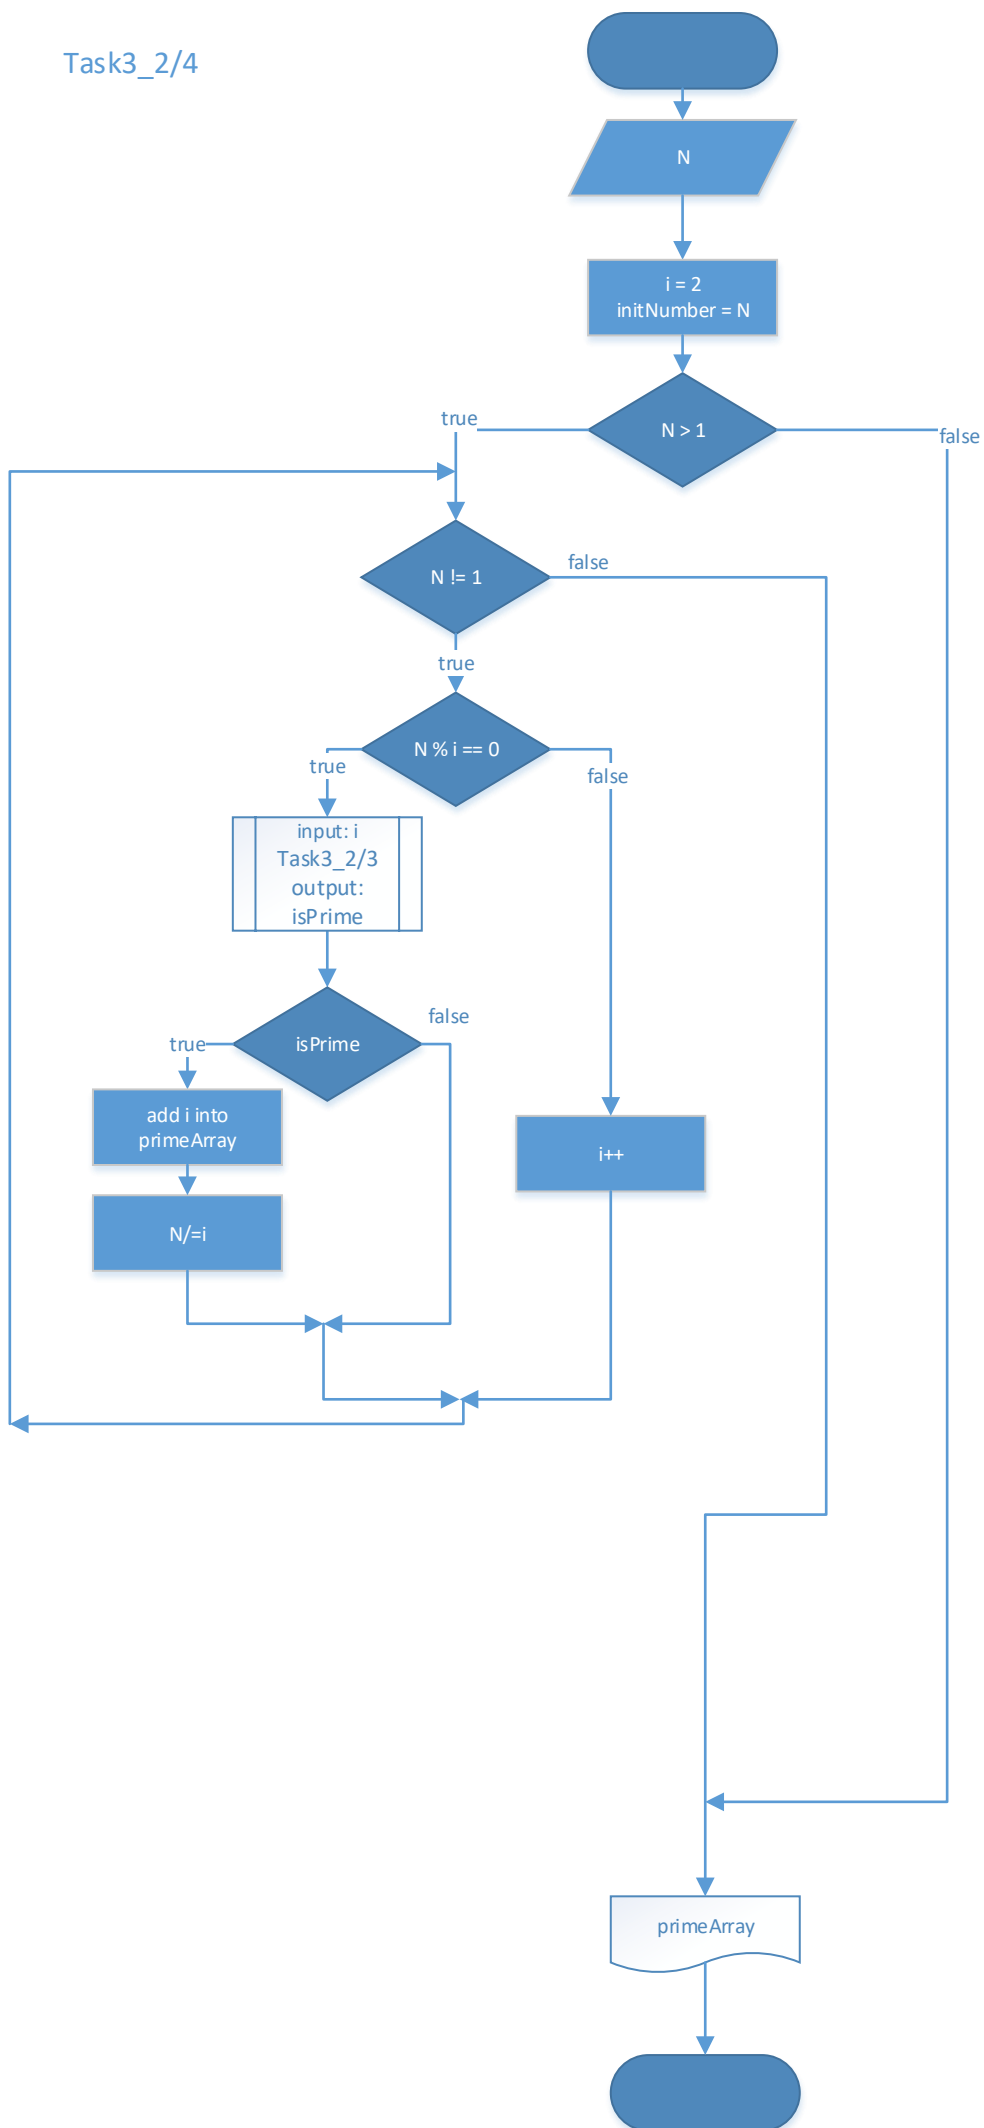 Task3_2/4
N
i = 2
initNumber = N
N > 1
true
false
N != 1
false
true
N % i == 0
true
false
input: i
Task3_2/3
output:
isPrime
isPrime
true
false
add i into
primeArray
i++
N/=i
primeArray